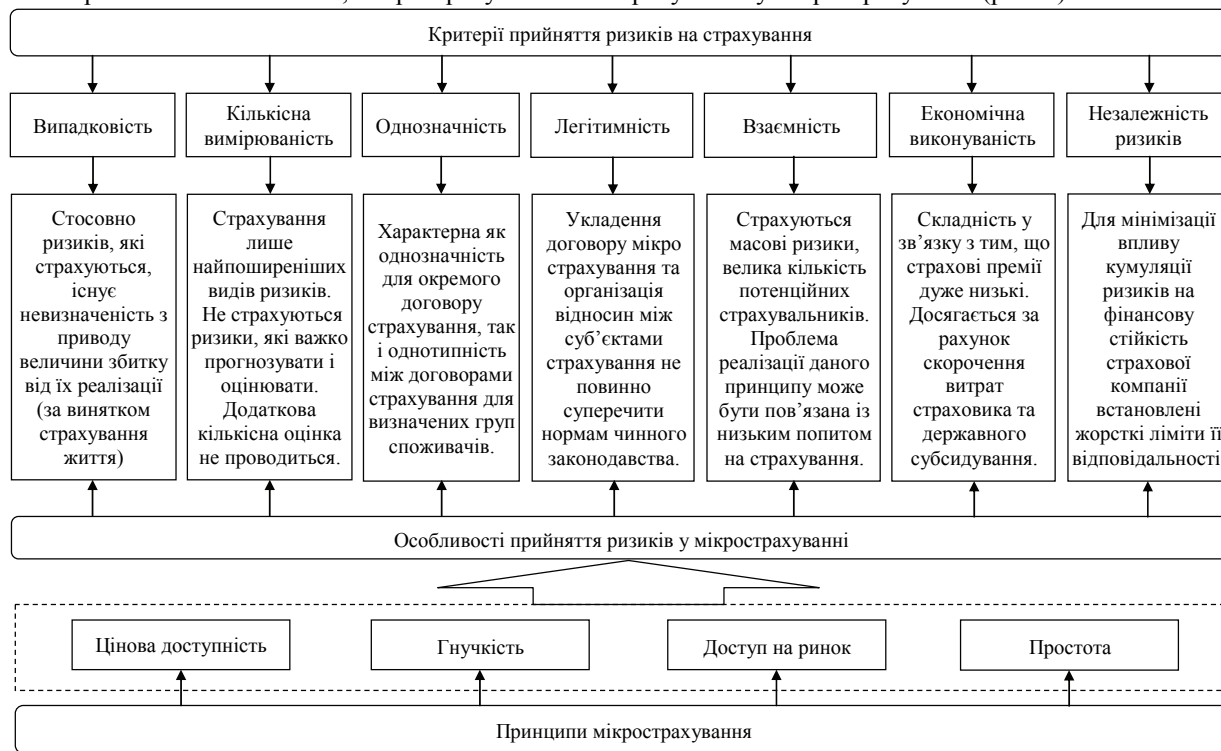 Критерії прийняття ризиків на страхування
Випадковість
Кількісна
вимірюваність
Однозначність
Легітимність
Взаємність
Економічна
виконуваність
Незалежність
ризиків
Стосовно
ризиків, які
страхуються,
існує
невизначеність з
приводу
величини збитку
від їх реалізації
(за винятком
страхування
життя)
Страхування
лише
найпоширеніших
видів ризиків.
Не страхуються
ризики, які важко
прогнозувати і
оцінювати.
Додаткова
кількісна оцінка
не проводиться.
Характерна як
однозначність
для окремого
договору
страхування, так
і однотипність
між договорами
страхування для
визначених груп
споживачів.
Укладення
договору мікро
страхування та
організація
відносин між
суб’єктами
страхування не
повинно
суперечити
нормам чинного
законодавства.
Страхуються
масові ризики,
велика кількість
потенційних
страхувальників.
Проблема
реалізації даного
принципу може
бути пов’язана із
низьким попитом
на страхування.
Складність у
зв’язку з тим, що
страхові премії
дуже низькі.
Досягається за
рахунок
скорочення
витрат
страховика та
державного
субсидування.
Для мінімізації
впливу
кумуляції
ризиків на
фінансову
стійкість
страхової
компанії
встановлені
жорсткі ліміти її
відповідальності
Особливості прийняття ризиків у мікрострахуванні
Цінова доступність
Гнучкість
Доступ на ринок
Простота
Принципи мікрострахування